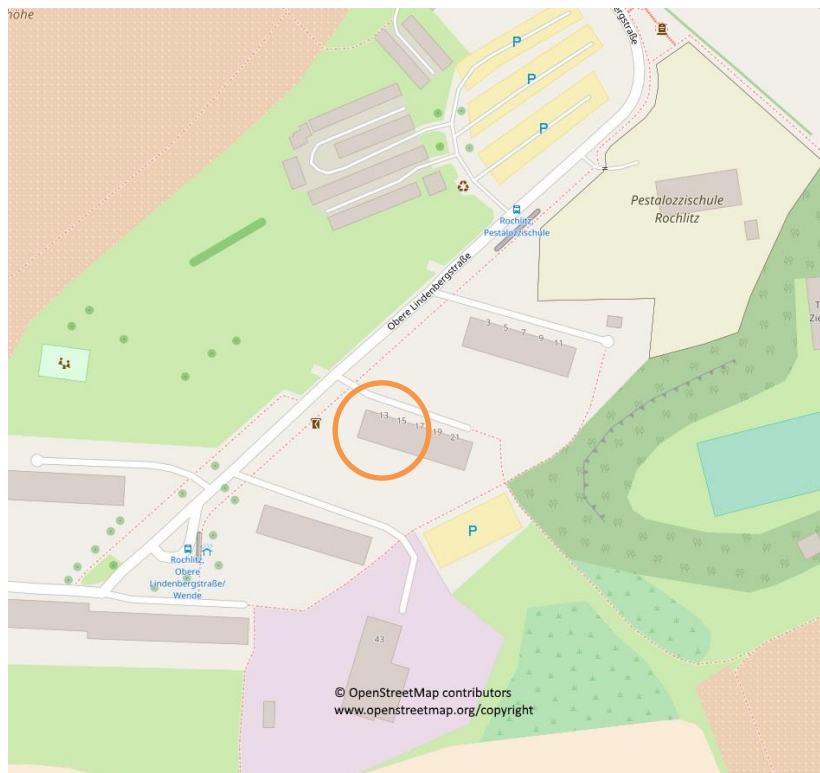 höhe
P
P
P
bergstraße
Pestalozzischule
Rochlitz
Rochlitz,
Pestalozzischule
Obere Lindenbergstraße
3 5 7 9 11
13 15 17 19 21
P
Rochlitz,
Obere
Lindenbergstraße/
Wende
43
T
Zie
© OpenStreetMap contributors
www.openstreetmap.org/copyright